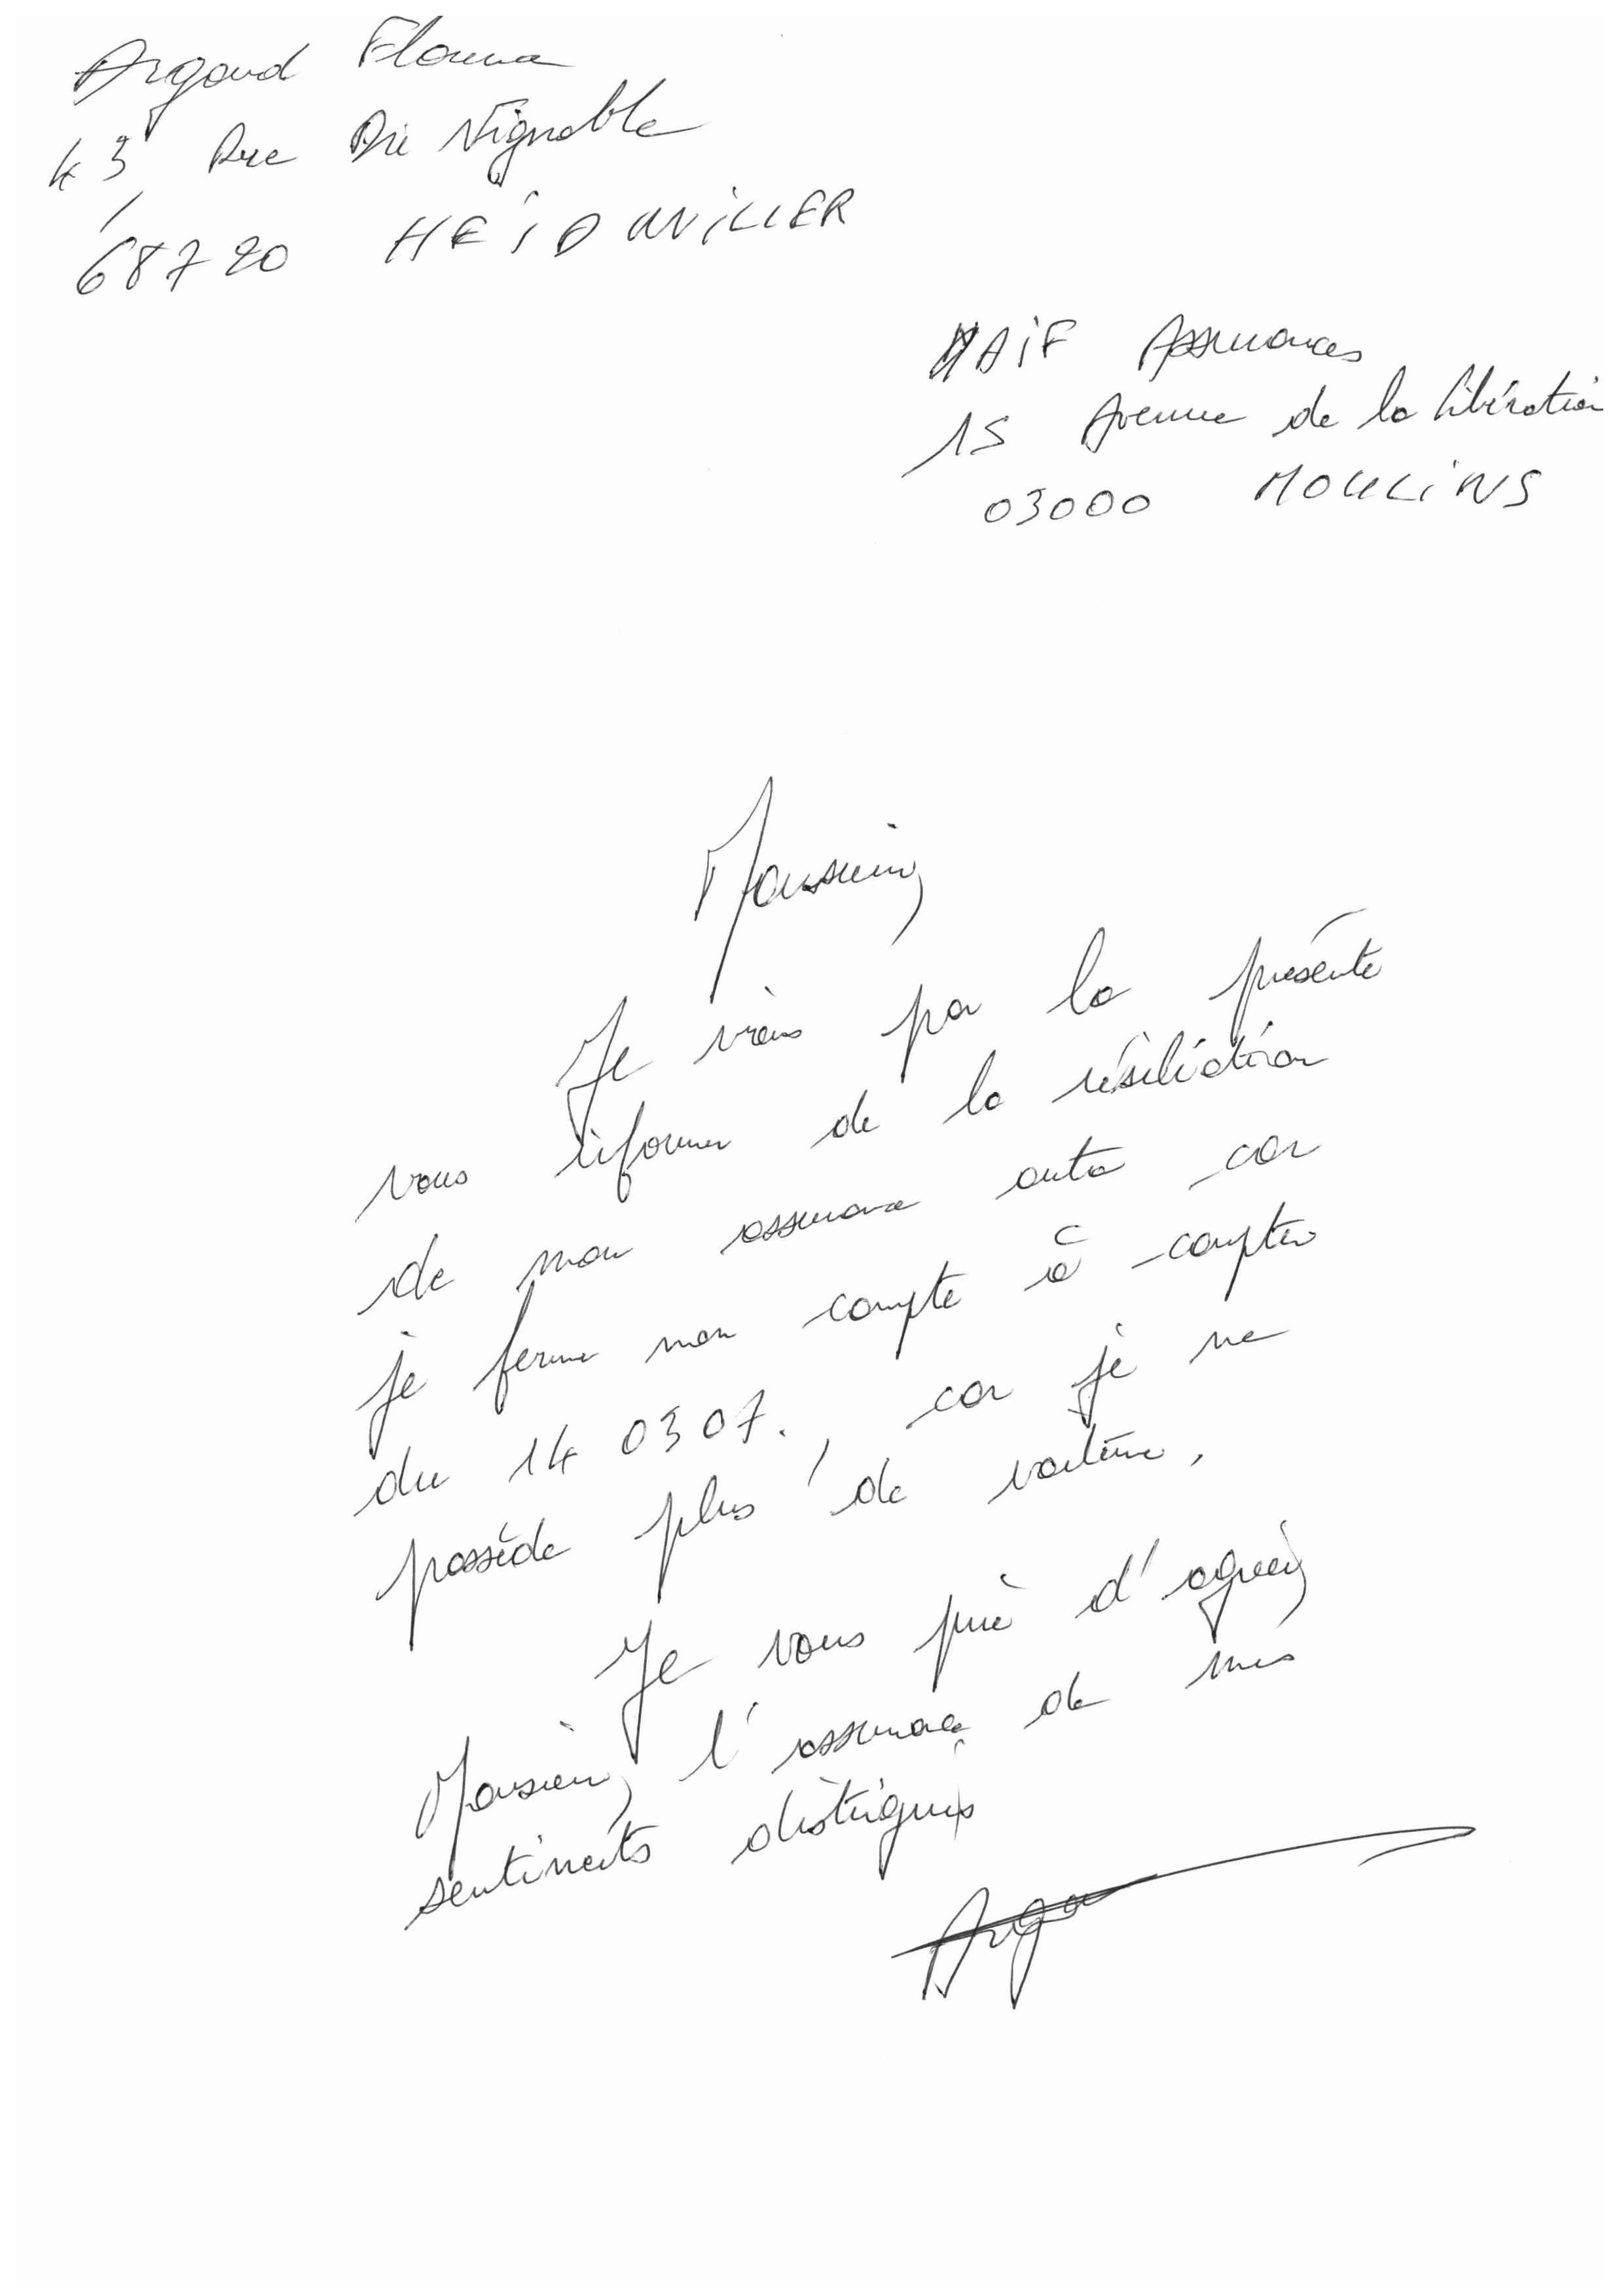 Argaud
43, Rue Du Vignoble
68720 HEIDWILLER
MAIF Assurances
15 Avenue de la libération
03000 MOULINS
Monsieur,
Je viens par la présente
vous informer de la résiliation
de mon assurance auto car
je ferme mon compte à compter
du 14 03 07., car je ne
possède plus de voiture.
Je vous prie d'agréer,
Monsieur, l'assurance de mes
sentiments distingués